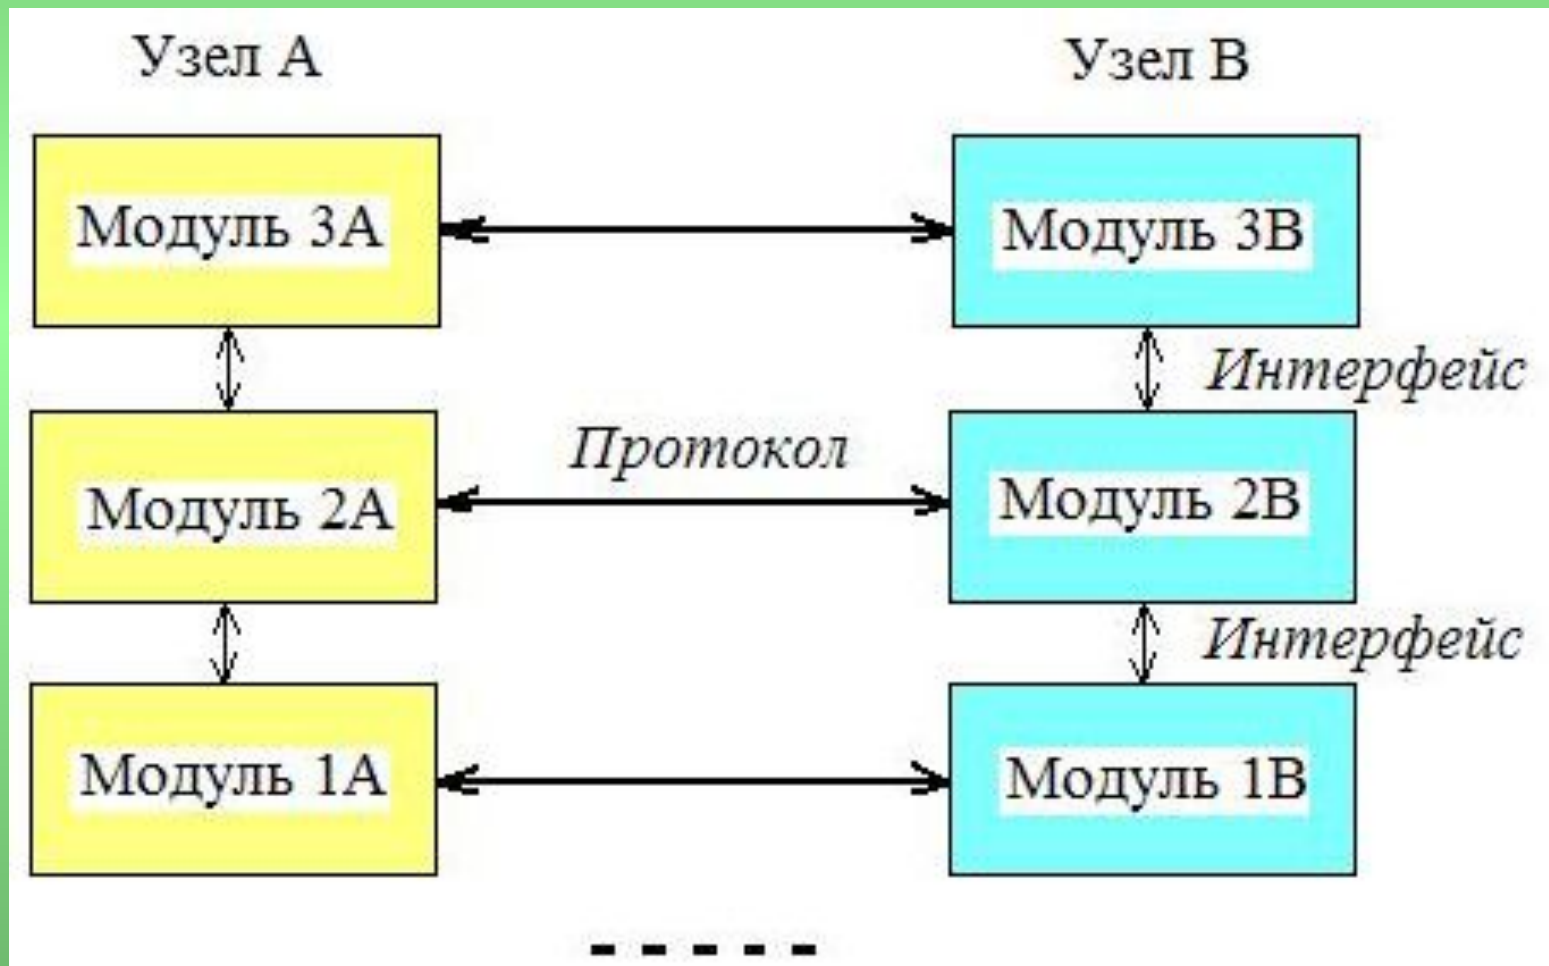 Узел А
Узел В
Модуль 3А
Модуль 3В
Интерфейс
Протокол
Модуль 2А
Модуль 2В
Интерфейс
Модуль 1А
Модуль 1В
- - - - -